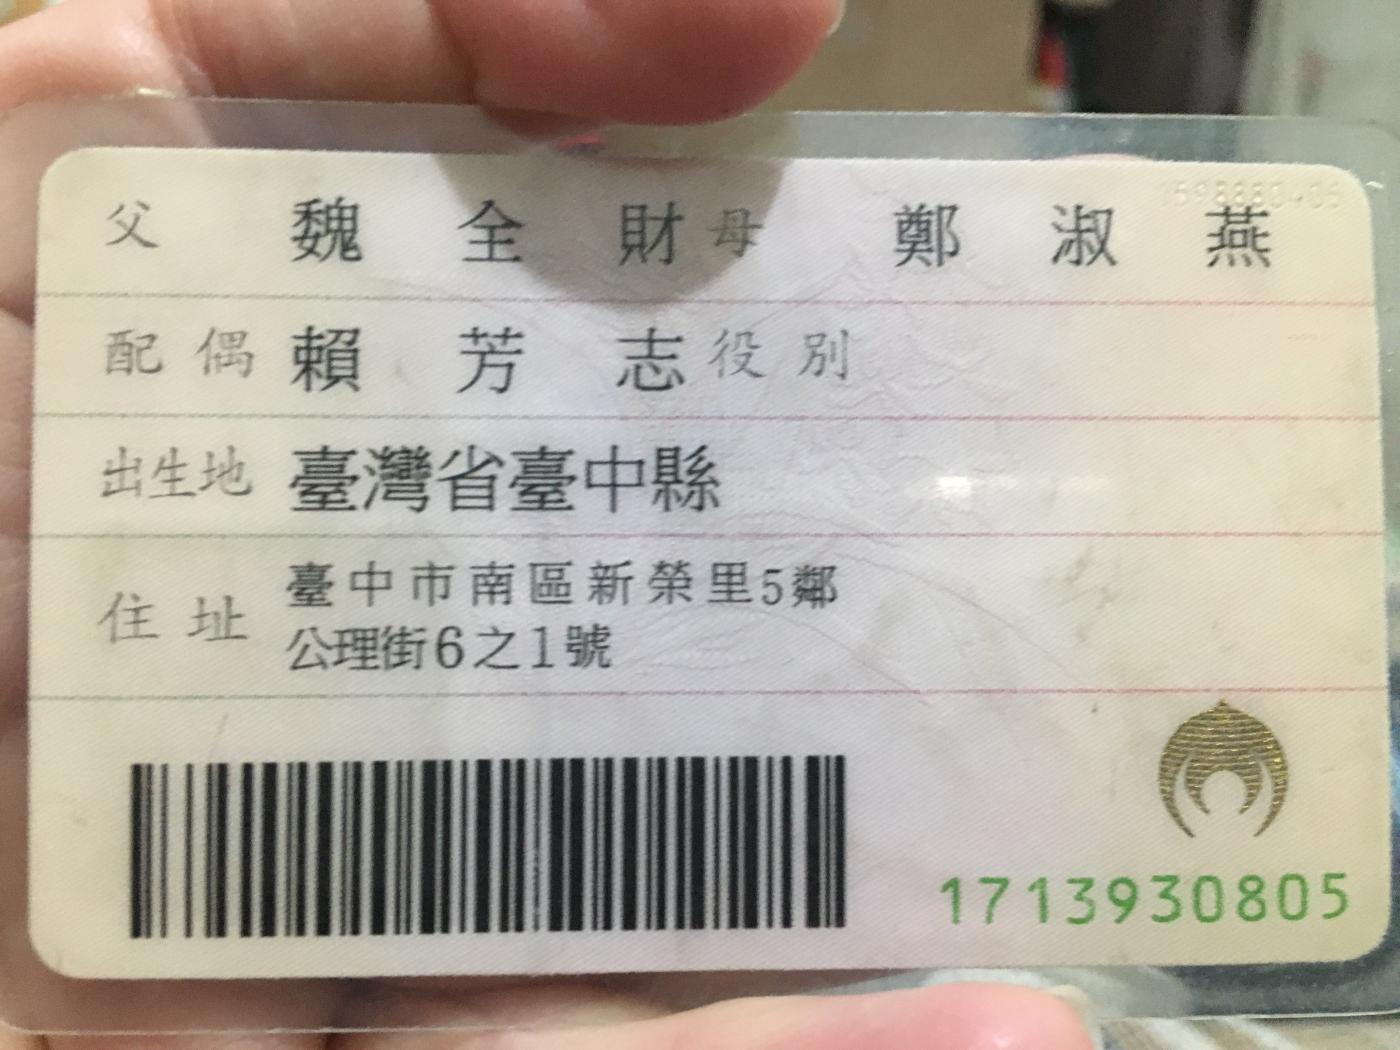 父 魏全財 母 鄭淑燕
配偶 賴芳志 役別
出生地 臺灣省臺中縣
住址 臺中市南區新榮里5鄰
公理街6之1號
1713930805